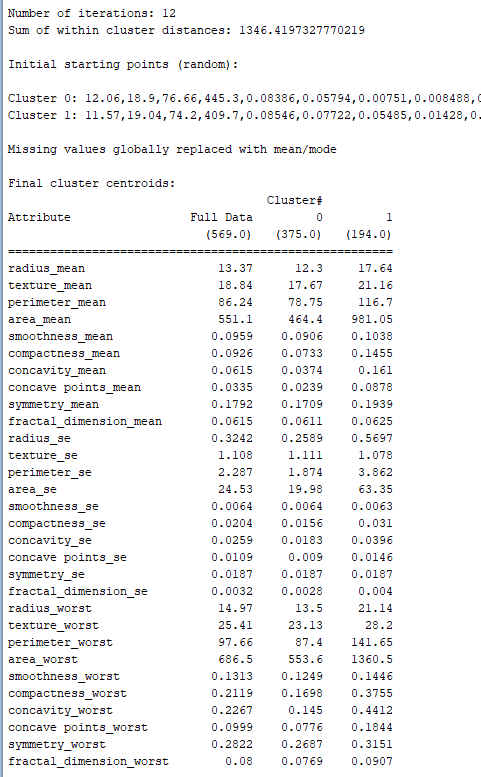 Number of iterations: 12
Sum of within cluster distances: 1346.4197327770219
Initial starting points (random):
Cluster 0: 12.06,18.9,76.66,445.3,0.08386,0.05794,0.00751,0.008488,0
Cluster 1: 11.57,19.04,74.2,409.7,0.08546,0.07722,0.05485,0.01428,0.
Missing values globally replaced with mean/mode
Final cluster centroids:
Cluster#
Attribute Full Data 0 1
(569.0) (375.0) (194.0)
==========================================================
radius_mean 13.37 12.3 17.64
texture_mean 18.84 17.67 21.16
perimeter_mean 86.24 78.75 116.7
area_mean 551.1 464.4 981.05
smoothness_mean 0.0959 0.0906 0.1038
compactness_mean 0.0926 0.0733 0.1455
concavity_mean 0.0615 0.0374 0.161
concave points_mean 0.0335 0.0239 0.0878
symmetry_mean 0.1792 0.1709 0.1939
fractal_dimension_mean 0.0615 0.0611 0.0625
radius_se 0.3242 0.2589 0.5697
texture_se 1.108 1.111 1.078
perimeter_se 2.287 1.874 3.862
area_se 24.53 19.98 63.35
smoothness_se 0.0064 0.0064 0.0063
compactness_se 0.0204 0.0156 0.031
concavity_se 0.0259 0.0183 0.0396
concave points_se 0.0109 0.009 0.0146
symmetry_se 0.0187 0.0187 0.0187
fractal_dimension_se 0.0032 0.0028 0.004
radius_worst 14.97 13.5 21.14
texture_worst 25.41 23.13 28.2
perimeter_worst 97.66 87.4 141.65
area_worst 686.5 553.6 1360.5
smoothness_worst 0.1313 0.1249 0.1446
compactness_worst 0.2119 0.1698 0.3755
concavity_worst 0.2267 0.145 0.4412
concave points_worst 0.0999 0.0776 0.1844
symmetry_worst 0.2822 0.2687 0.3151
fractal_dimension_worst 0.08 0.0769 0.0907